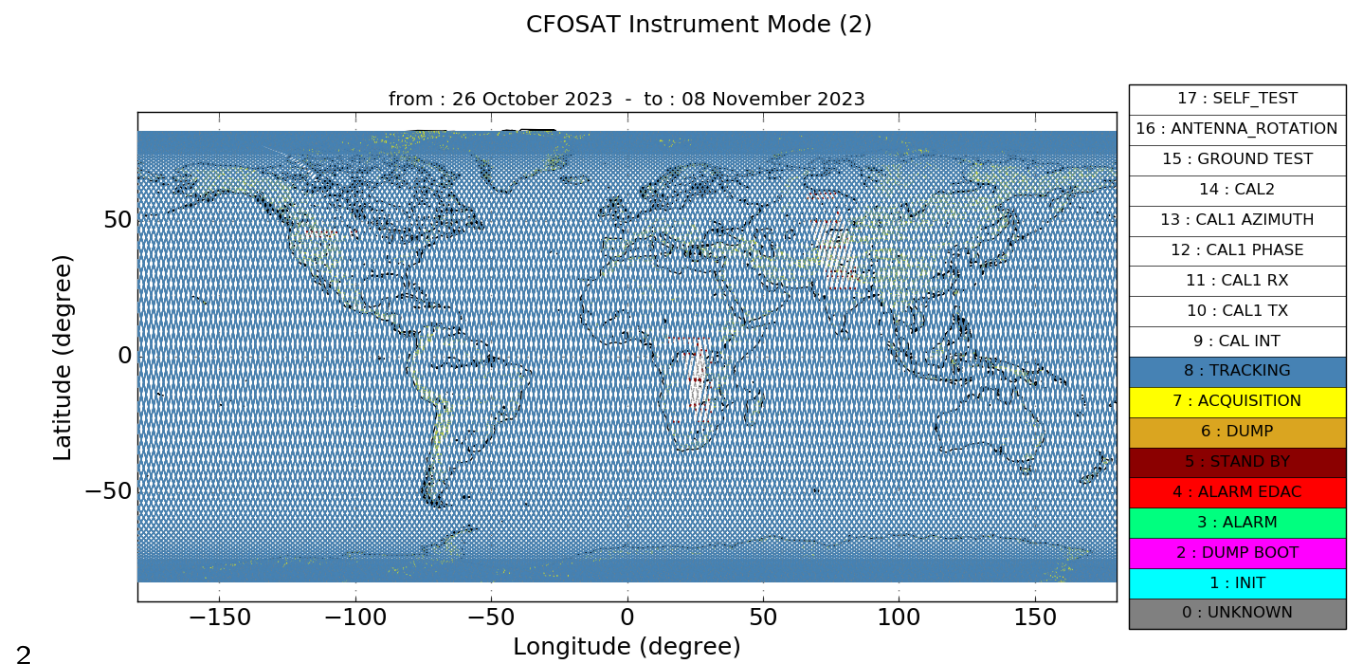 CFOSAT Instrument Mode (2)
from : 26 October 2023 - to : 08 November 2023
17 : SELF_TEST
16 : ANTENNA_ROTATION
15 : GROUND TEST
14 : CAL2
13 : CAL1 AZIMUTH
12 : CAL1 PHASE
11 : CAL1 RX
10 : CAL1 TX
9 : CAL INT
8 : TRACKING
7 : ACQUISITION
6 : DUMP
5 : STAND BY
4 : ALARM EDAC
3 : ALARM
2 : DUMP BOOT
1 : INIT
0 : UNKNOWN
Latitude (degree)
50
0
−50
−150 −100 −50 0 50 100 150
Longitude (degree)
2